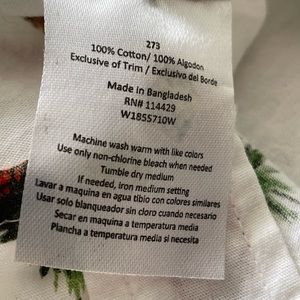 273
100% Cotton/ 100% Algodon
Exclusive of Trim / Exclusivo del Borde
Made in Bangladesh
RN# 114429
W1855710W
Machine wash warm with like colors
Use only non-chlorine bleach when needed
Tumble dry medium
If needed, iron medium setting
Lavar a maquina en agua tibio con colores similares
Usar solo blanqueador sin cloro cuando necesario
Secar en maquina a temperatura media
Plancha a temperatura media si necesita